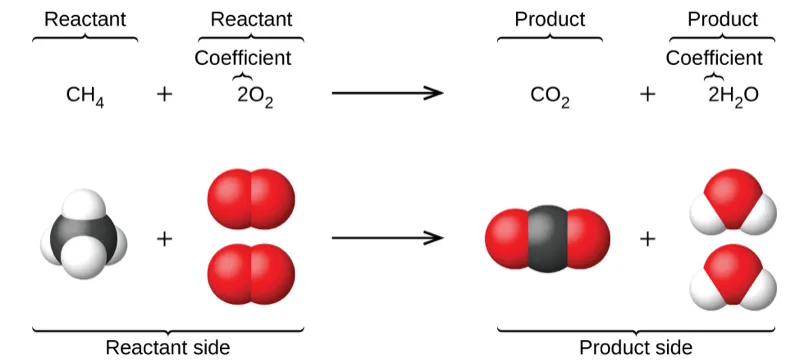 Reactant Reactant Product Product
Coefficient Coefficient
CH₄ + 2O₂ CO₂ + 2H₂O
+ +
Reactant side Product side